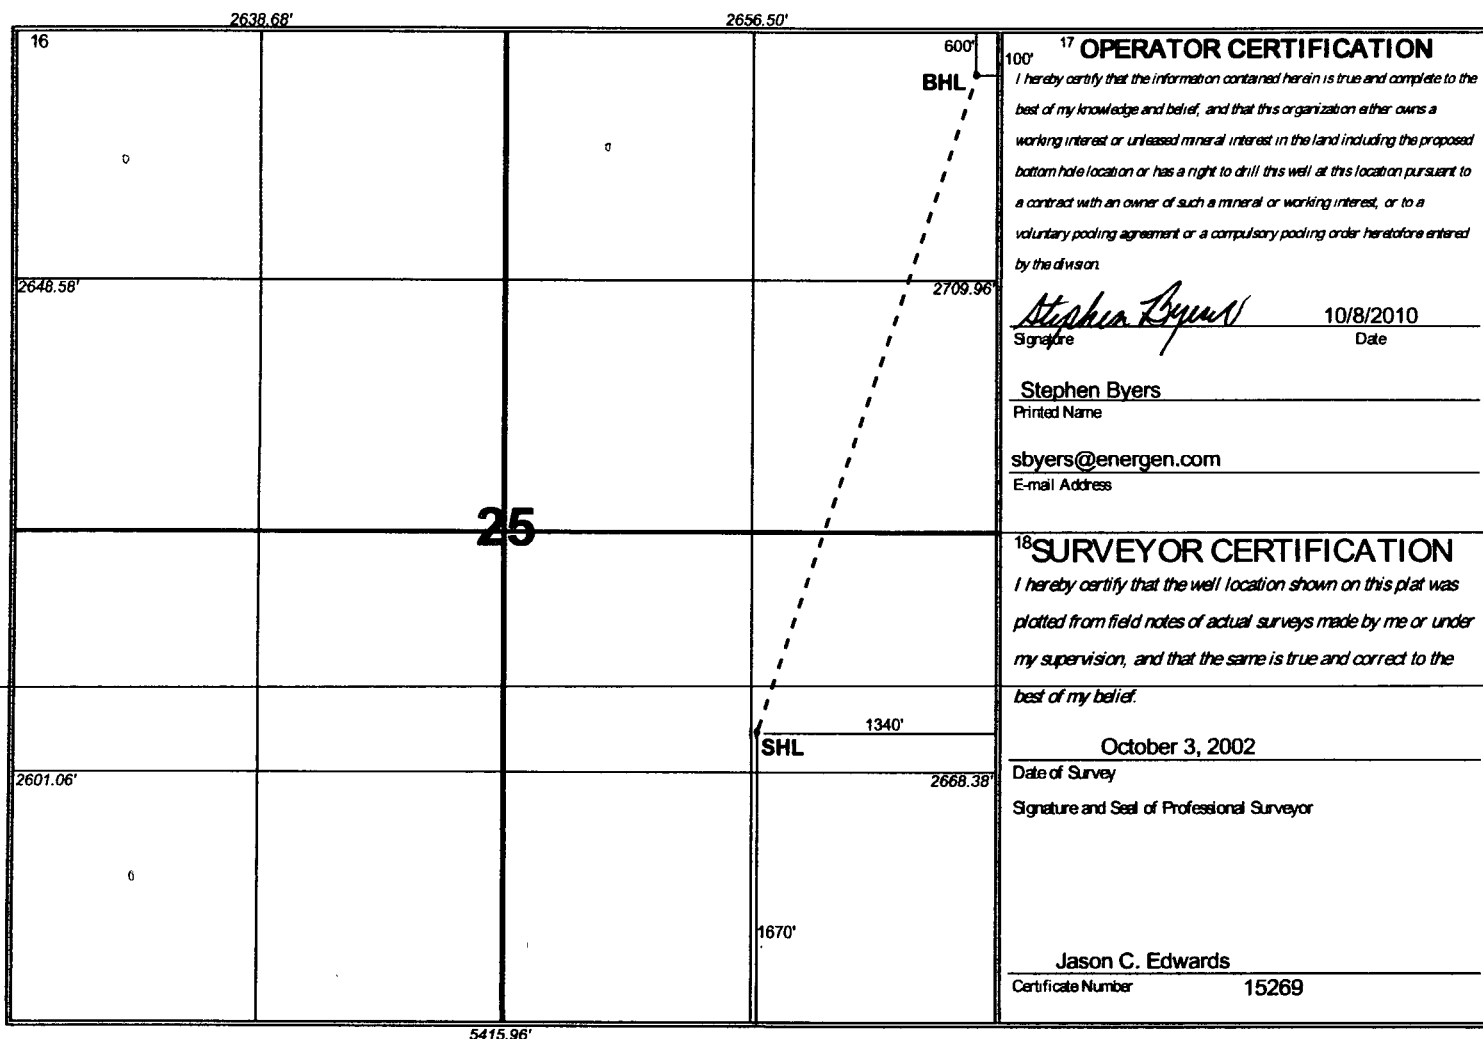 2638.68'
2656.50'
16
600'
100'
BHL
2648.58'
2709.96'
25
1340'
SHL
2601.06'
2668.38'
1670'
5415.96'
17 OPERATOR CERTIFICATION
I hereby certify that the information contained herein is true and complete to the
best of my knowledge and belief, and that this organization either owns a
working interest or unleased mineral interest in the land including the proposed
bottom hole location or has a right to drill this well at this location pursuant to
a contract with an owner of such a mineral or working interest, or to a
voluntary pooling agreement or a compulsory pooling order heretofore entered
by the division.
Stephen Byers
10/8/2010
Signature
Date
Stephen Byers
Printed Name
sbyers@energen.com
E-mail Address
18 SURVEYOR CERTIFICATION
I hereby certify that the well location shown on this plat was
plotted from field notes of actual surveys made by me or under
my supervision, and that the same is true and correct to the
best of my belief.
October 3, 2002
Date of Survey
Signature and Seal of Professional Surveyor
Jason C. Edwards
Certificate Number 15269